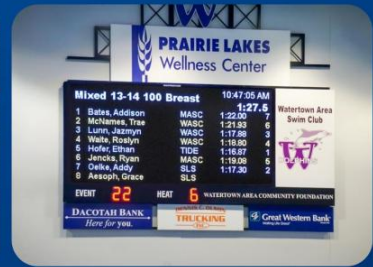 PRAIRIE LAKES
Wellness Center
Mixed 13-14 100 Breast 10:47:05 AM
1:27.5
1 Bates, Addison MASC 1:22.00 7
2 McNames, Trae WASC 1:21.93 6
3 Lunn, Jazmyn WASC 1:17.88 3
4 Waite, Roslyn WASC 1:18.80 4
5 Hofer, Ethan TIDE 1:16.87 1
6 Jencks, Ryan MASC 1:19.08 5
7 Oelke, Addy SLS 1:17.30 2
8 Aesoph, Grace SLS
EVENT 22 HEAT 6 WATERTOWN AREA COMMUNITY FOUNDATION
Watertown Area
Swim Club
DACOTAH BANK
Here for you.
TRUCKING
INC
Great Western Bank
Making Life Great